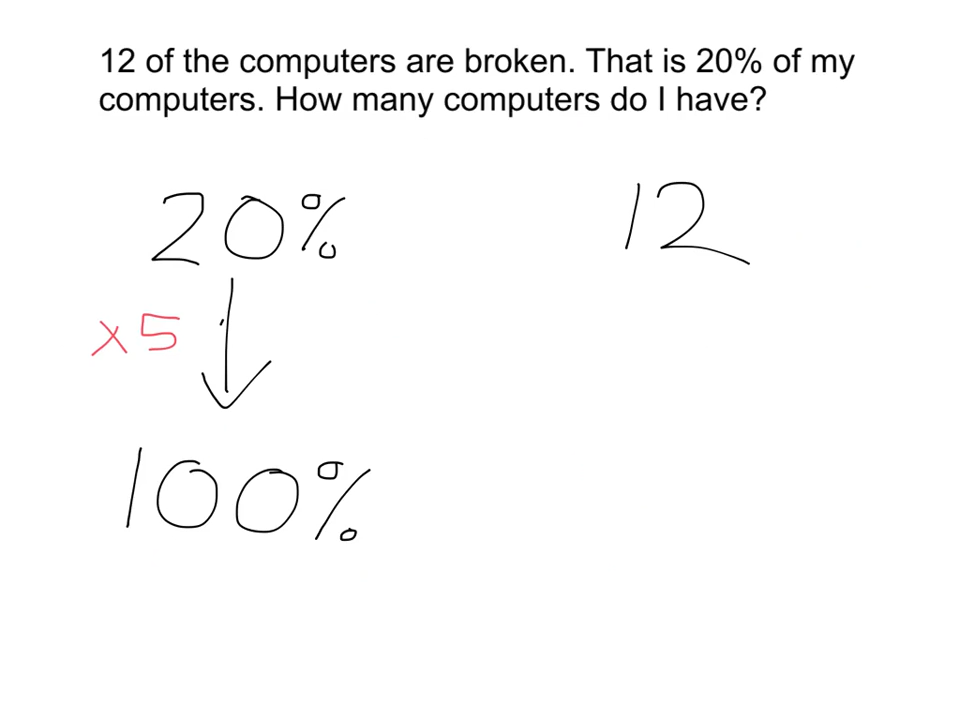 12 of the computers are broken. That is 20% of my
computers. How many computers do I have?
20% 12
x5
100%